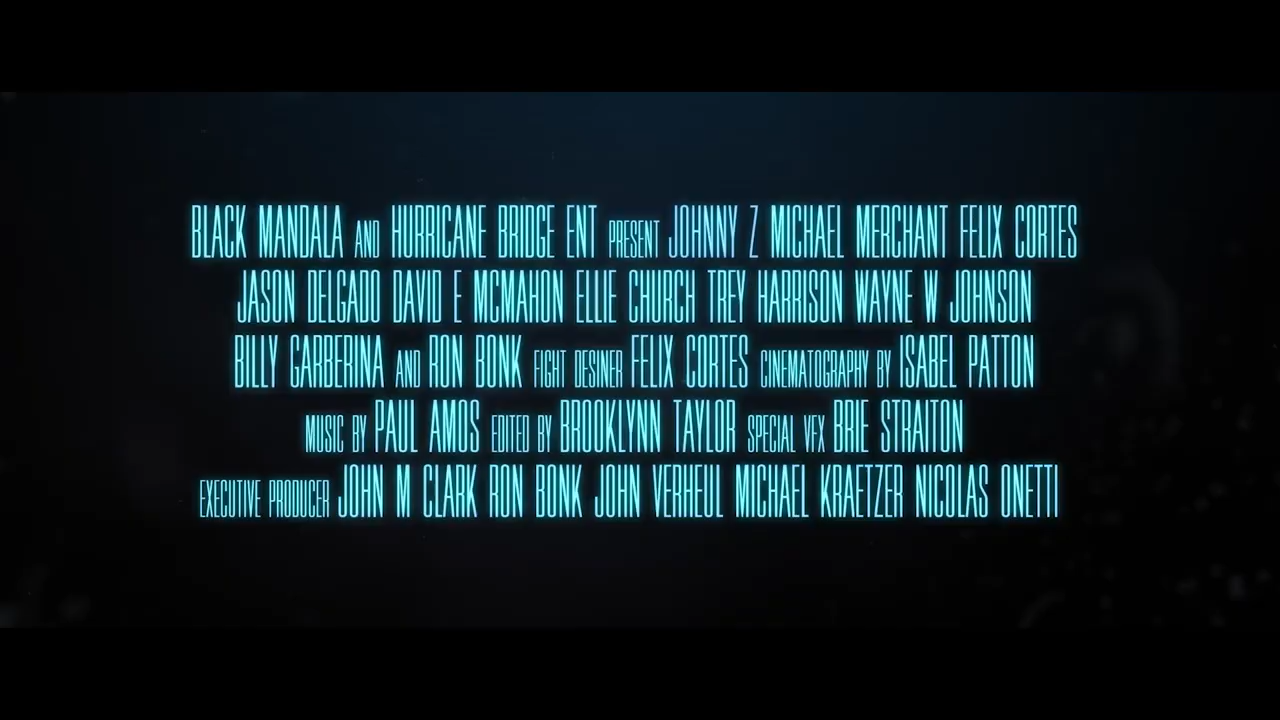 BLACK MANDALA AND HURRICANE BRIDGE ENT PRESENT JOHNNY Z MICHAEL MERCHANT FELIX CORTES
JASON DELGADO DAVID E MCMAHON ELLIE CHURCH TREY HARRISON WAYNE W JOHNSON
BILLY GARBERINA AND RON BONK FIGHT DESINER FELIX CORTES CINEMATOGRAPHY BY ISABEL PATTON
MUSIC BY PAUL AMOS EDITED BY BROOKLYNN TAYLOR SPECIAL VFX BRIE STRAITON
EXECUTIVE PRODUCER JOHN M CLARK RON BONK JOHN VERHEUL MICHAEL KRAETZER NICOLAS ONETTI